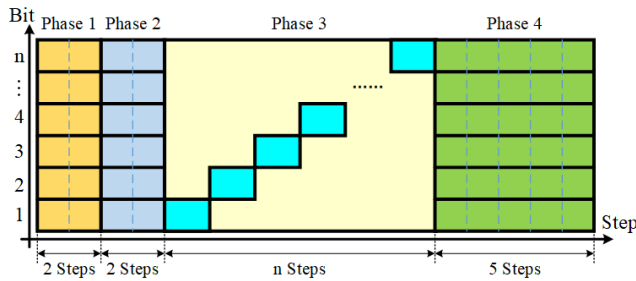 Bit
Phase 1
Phase 2
Phase 3
Phase 4
n
⋮
4
3
2
1
......
Step
2 Steps
2 Steps
n Steps
5 Steps